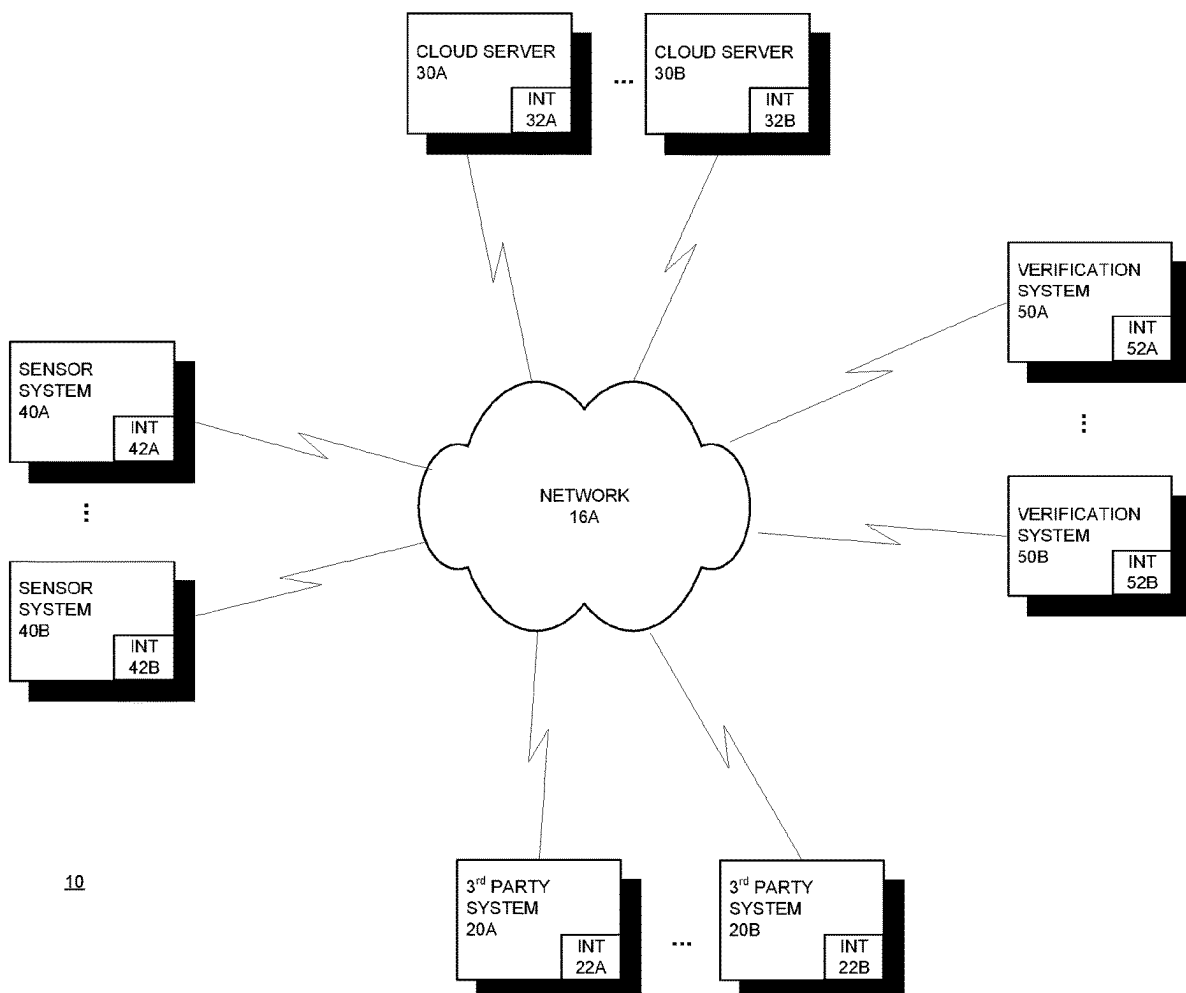 CLOUD SERVER
30A
INT
32A
...
CLOUD SERVER
30B
INT
32B
VERIFICATION
SYSTEM
50A
INT
52A
...
VERIFICATION
SYSTEM
50B
INT
52B
SENSOR
SYSTEM
40A
INT
42A
...
SENSOR
SYSTEM
40B
INT
42B
NETWORK
16A
3rd PARTY
SYSTEM
20A
INT
22A
...
3rd PARTY
SYSTEM
20B
INT
22B
10